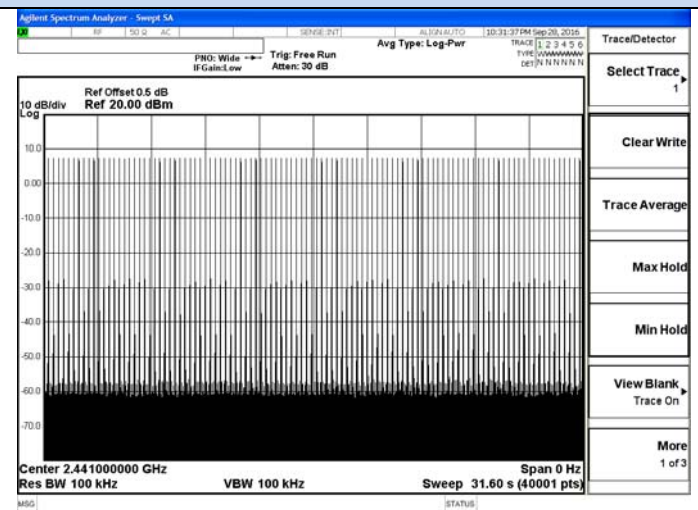 Agilent Spectrum Analyzer - Swept SA
RF 50 Ω AC SENSE:INT ALIGN AUTO 10:31:37 PM Sep 28, 2016
Avg Type: Log-Pwr TRACE 1 2 3 4 5 6
PNO: Wide Trig: Free Run TYPE
IFGain:Low Atten: 30 dB DET N N N N N N
Ref Offset 0.5 dB
10 dB/div Ref 20.00 dBm
Log
10.0
0.00
-10.0
-20.0
-30.0
-40.0
-50.0
-60.0
-70.0
Center 2.441000000 GHz Span 0 Hz
Res BW 100 kHz VBW 100 kHz Sweep 31.60 s (40001 pts)
MSG STATUS
Trace/Detector
Select Trace
1
Clear Write
Trace Average
Max Hold
Min Hold
View Blank
Trace On
More
1 of 3